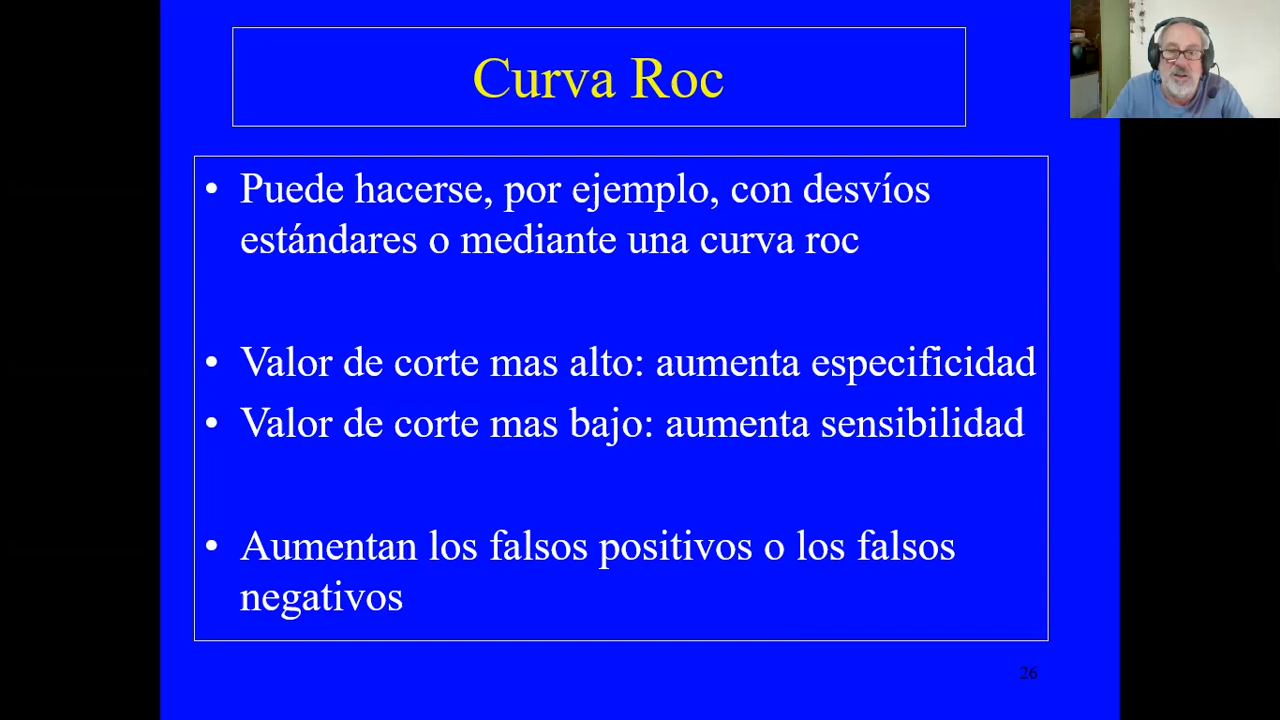 Curva Roc
• Puede hacerse, por ejemplo, con desvíos
estándares o mediante una curva roc
• Valor de corte mas alto: aumenta especificidad
• Valor de corte mas bajo: aumenta sensibilidad
• Aumentan los falsos positivos o los falsos
negativos
26